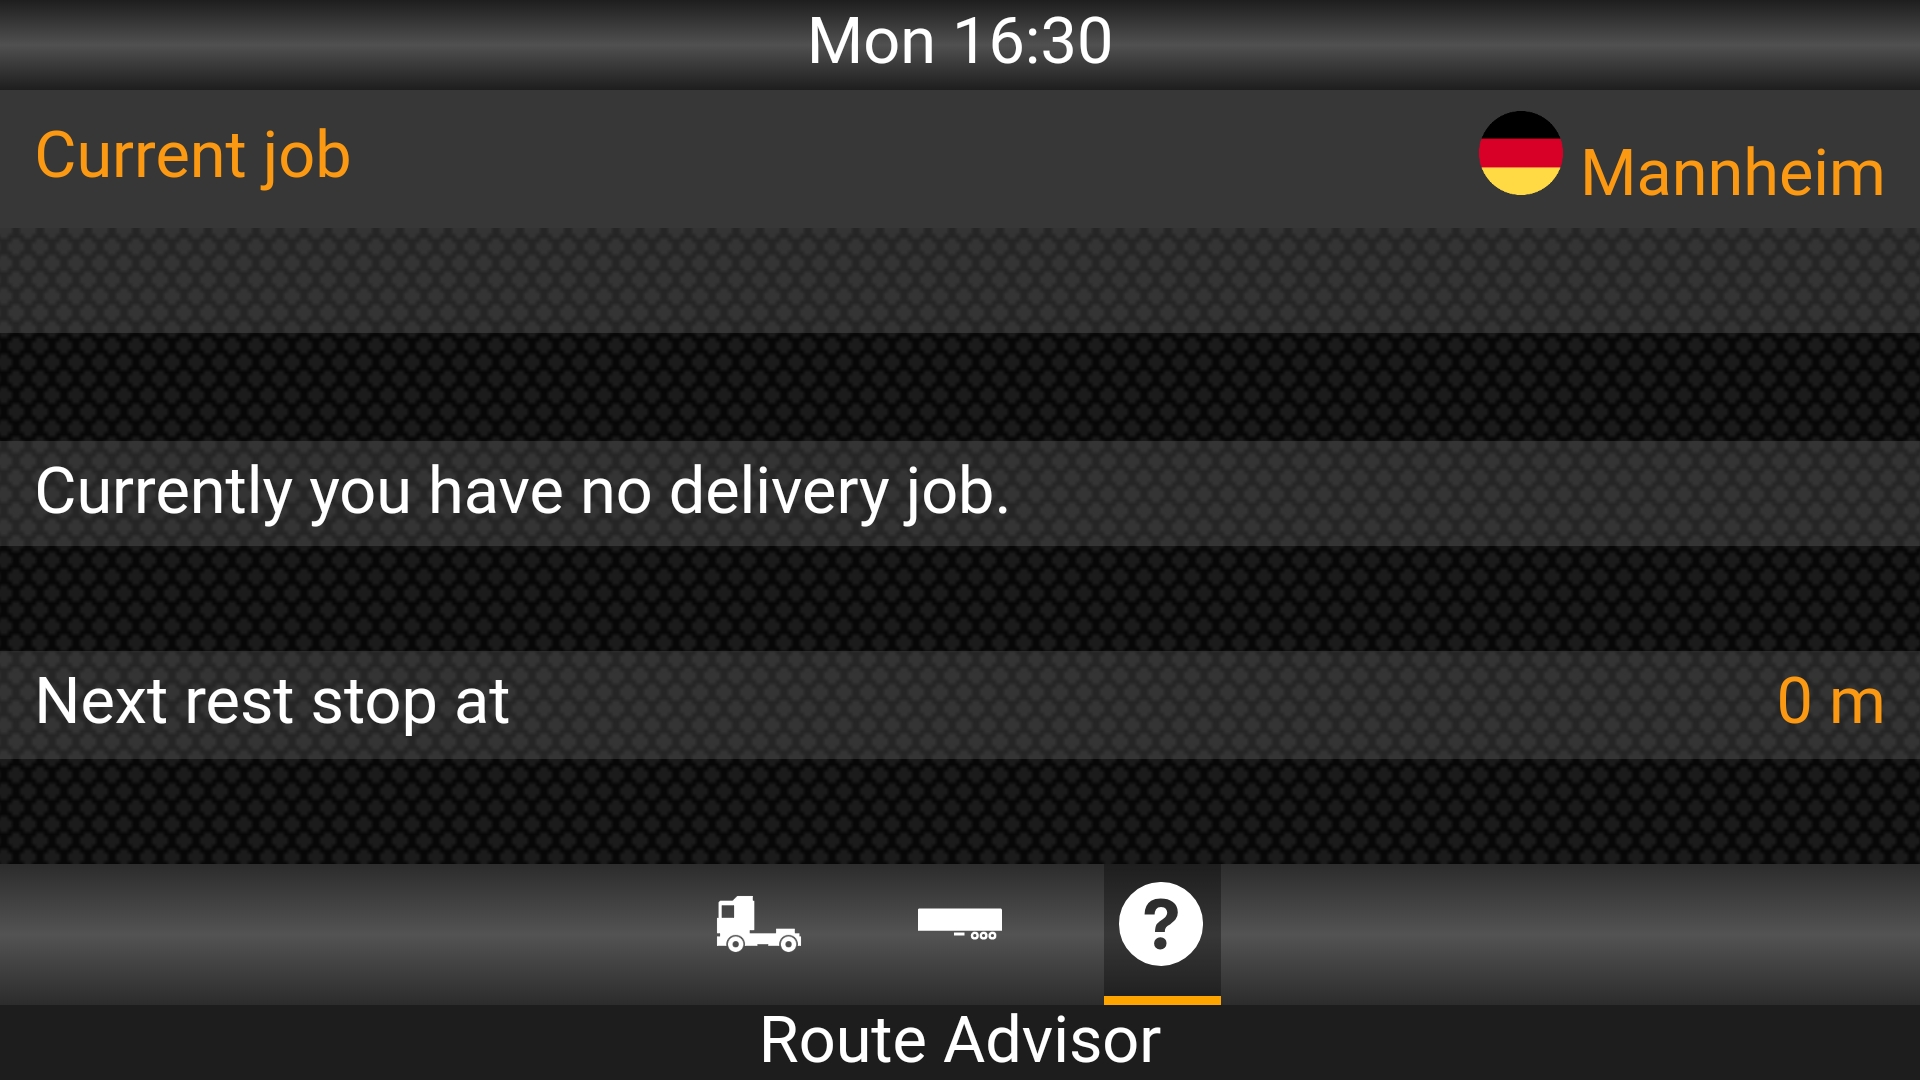 Mon 16:30
Current job
Mannheim
Currently you have no delivery job.
Next rest stop at
0 m
?
Route Advisor